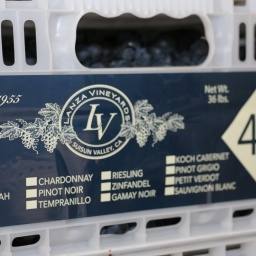 1955
LANZA VINEYARDS
LV
SUISUN VALLEY, CA
Net Wt.
36 lbs.
4
AH
CHARDONNAY
PINOT NOIR
TEMPRANILLO
RIESLING
ZINFANDEL
GAMAY NOIR
KOCH CABERNET
PINOT GRIGIO
PETIT VERDOT
SAUVIGNON BLANC